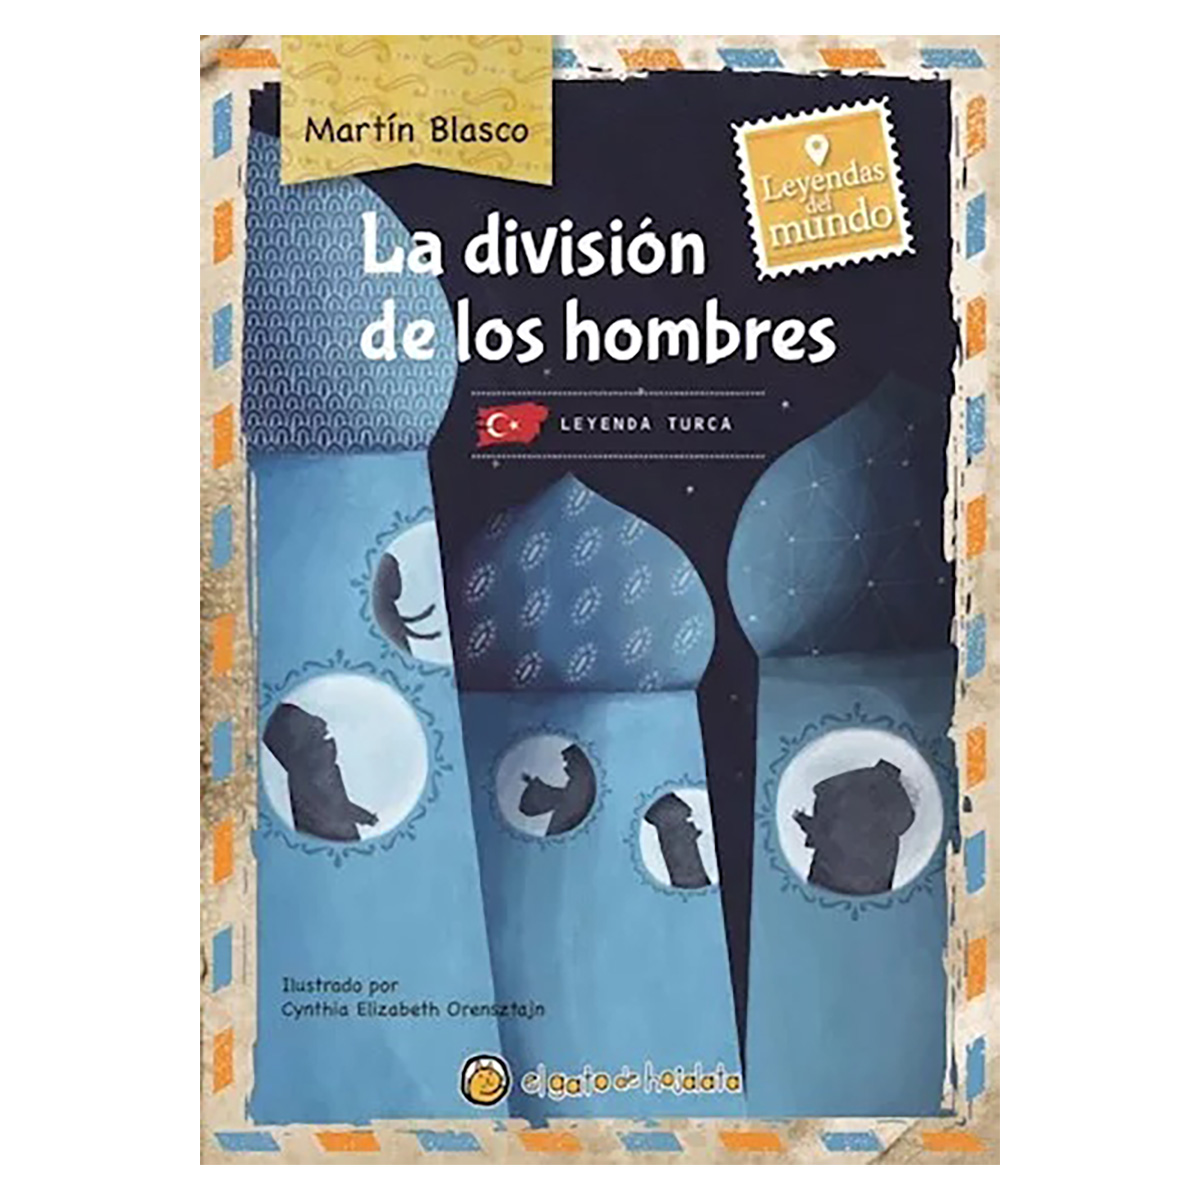 Martín Blasco
Leyendas
del
mundo
La división
de los hombres
LEYENDA TURCA
Ilustrado por
Cynthia Elizabeth Orensztajn
el gato de hojalata